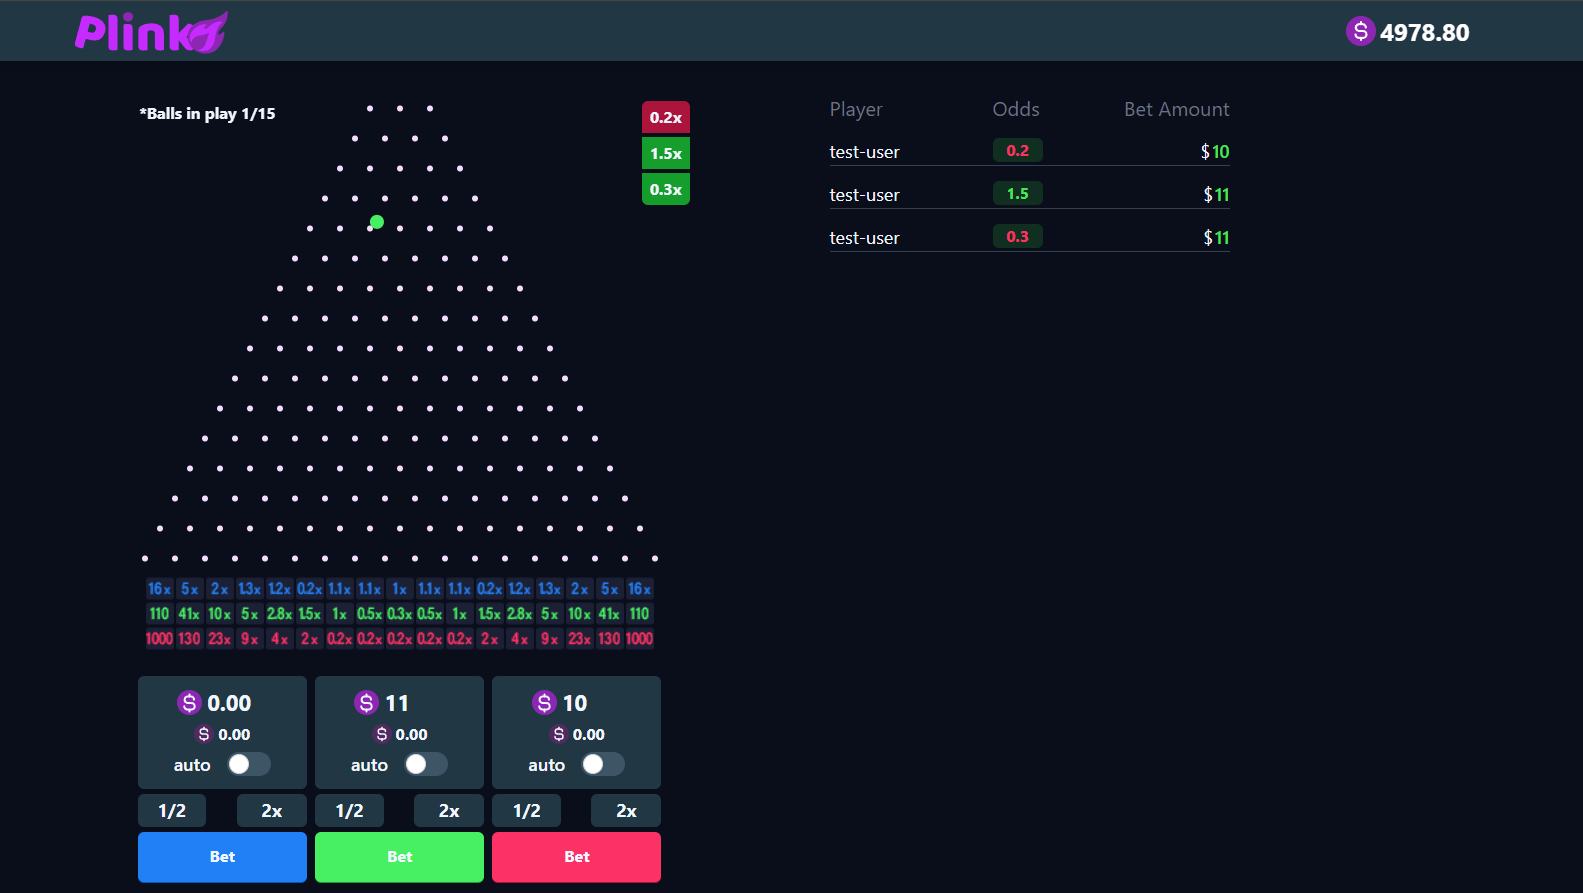 Plinko
$ 4978.80
*Balls in play 1/15
0.2x
1.5x
0.3x
Player Odds Bet Amount
test-user 0.2 $10
test-user 1.5 $11
test-user 0.3 $11
16x 5x 2x 1.3x 1.2x 0.2x 1.1x 1.1x 1x 1.1x 1.1x 0.2x 1.2x 1.3x 2x 5x 16x
110 41x 10x 5x 2.8x 1.5x 1x 0.5x 0.3x 0.5x 1x 1.5x 2.8x 5x 10x 41x 110
1000 130 23x 9x 4x 2x 0.2x 0.2x 0.2x 0.2x 0.2x 2x 4x 9x 23x 130 1000
$ 0.00
$ 0.00
auto
1/2 2x
Bet
$ 11
$ 0.00
auto
1/2 2x
Bet
$ 10
$ 0.00
auto
1/2 2x
Bet